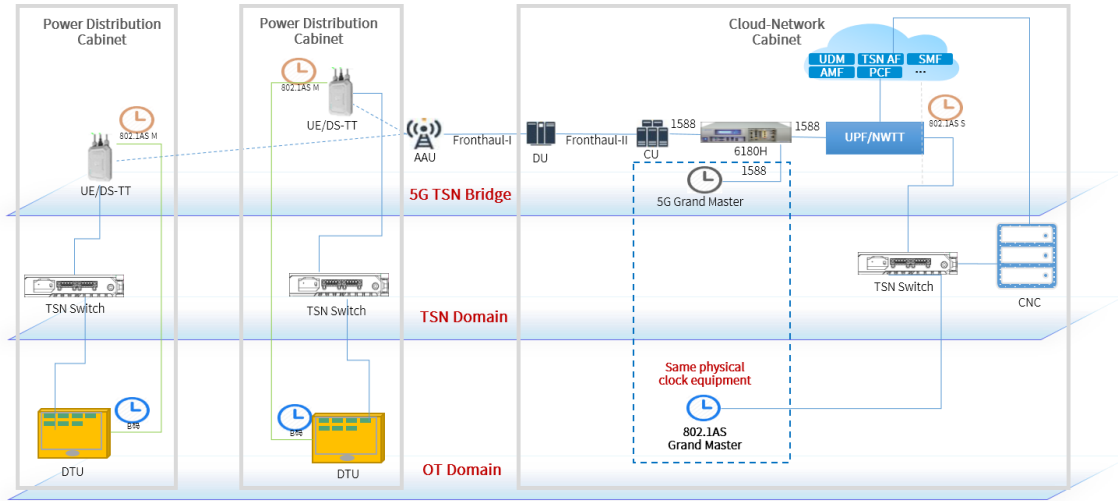 Power Distribution
Cabinet
Power Distribution
Cabinet
Cloud-Network
Cabinet
UDM
TSN AF
SMF
AMF
PCF
...
802.1AS M
UE/DS-TT
802.1AS M
UE/DS-TT
AAU
Fronthaul-I
DU
Fronthaul-II
CU
1588
6180H
1588
UPF/NWTT
802.1AS S
1588
5G Grand Master
5G TSN Bridge
TSN Switch
TSN Switch
TSN Switch
CNC
TSN Domain
Same physical
clock equipment
802.1AS
Grand Master
DTU
DTU
OT Domain